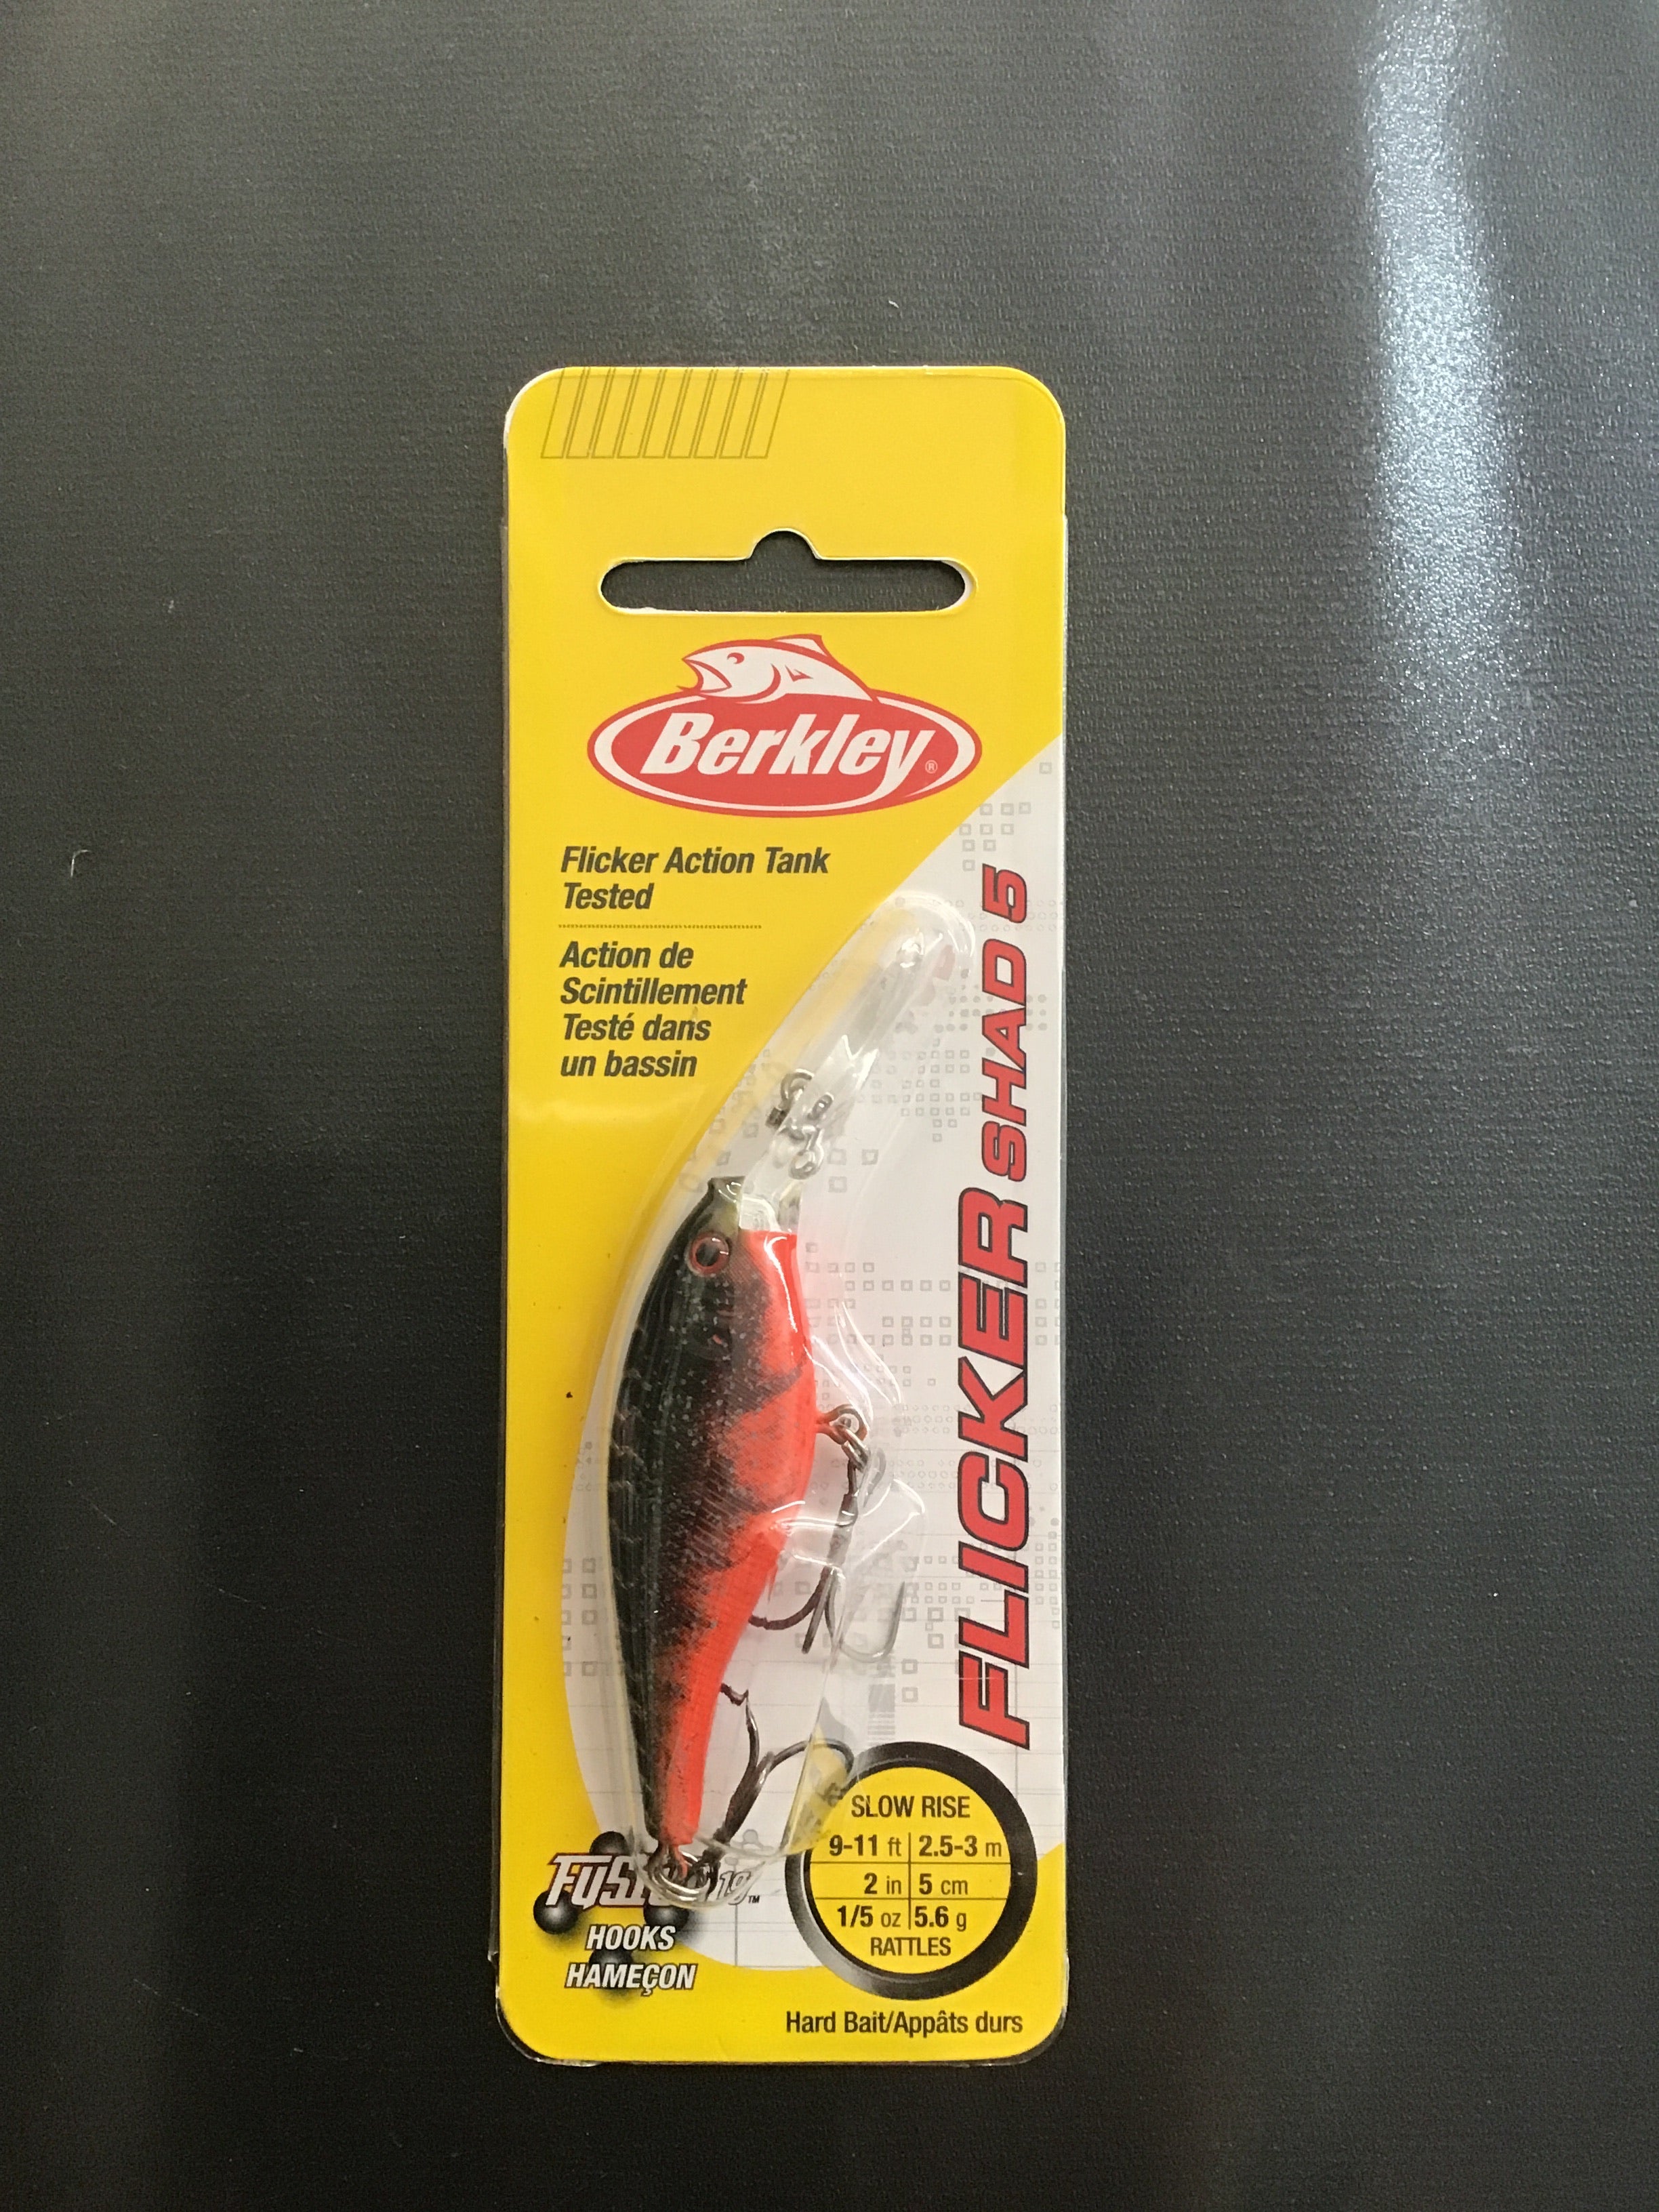 Berkley®
Flicker Action Tank
Tested
Action de
Scintillement
Testé dans
un bassin
FLICKER SHAD 5
SLOW RISE
9-11 ft 2.5-3 m
2 in 5 cm
1/5 oz 5.6 g
RATTLES
19™
HOOKS
HAMEÇON
Hard Bait/Appâts durs